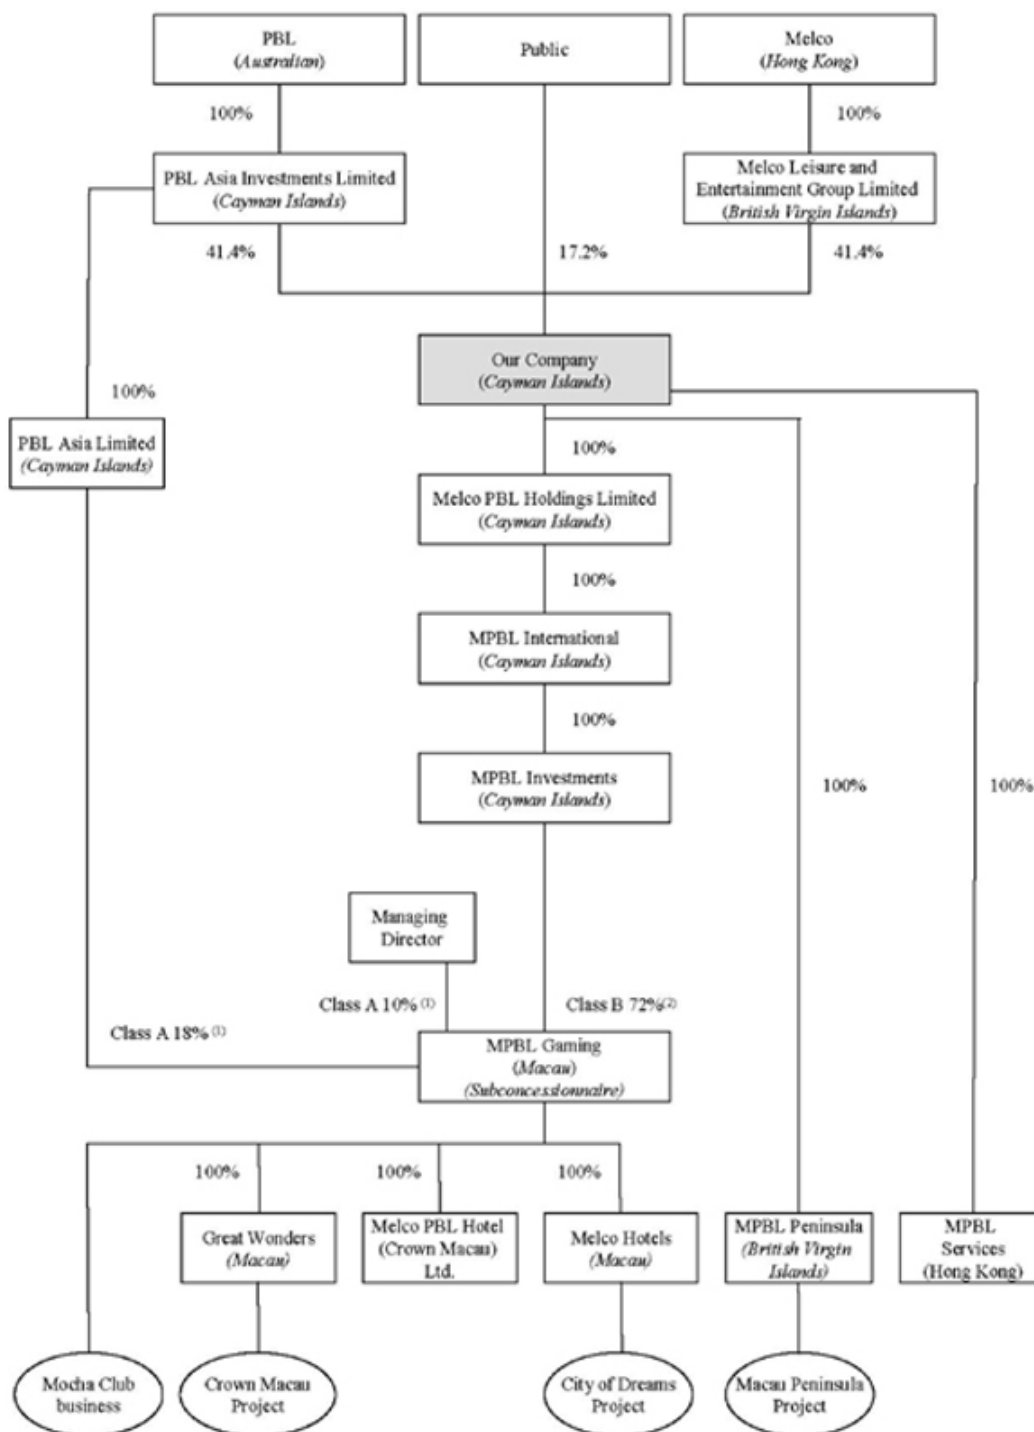 PBL
(Australian)
Public
Melco
(Hong Kong)
100%
100%
PBL Asia Investments Limited
(Cayman Islands)
Melco Leisure and
Entertainment Group Limited
(British Virgin Islands)
41.4%
17.2%
41.4%
Our Company
(Cayman Islands)
100%
PBL Asia Limited
(Cayman Islands)
100%
Melco PBL Holdings Limited
(Cayman Islands)
100%
MPBL International
(Cayman Islands)
100%
MPBL Investments
(Cayman Islands)
100%
100%
Managing
Director
Class A 10% (1)
Class B 72%(2)
Class A 18% (1)
MPBL Gaming
(Macau)
(Subconcessionnaire)
100%
100%
100%
Great Wonders
(Macau)
Melco PBL Hotel
(Crown Macau)
Ltd.
Melco Hotels
(Macau)
MPBL Peninsula
(British Virgin
Islands)
MPBL
Services
(Hong Kong)
Mocha Club
business
Crown Macau
Project
City of Dreams
Project
Macau Peninsula
Project